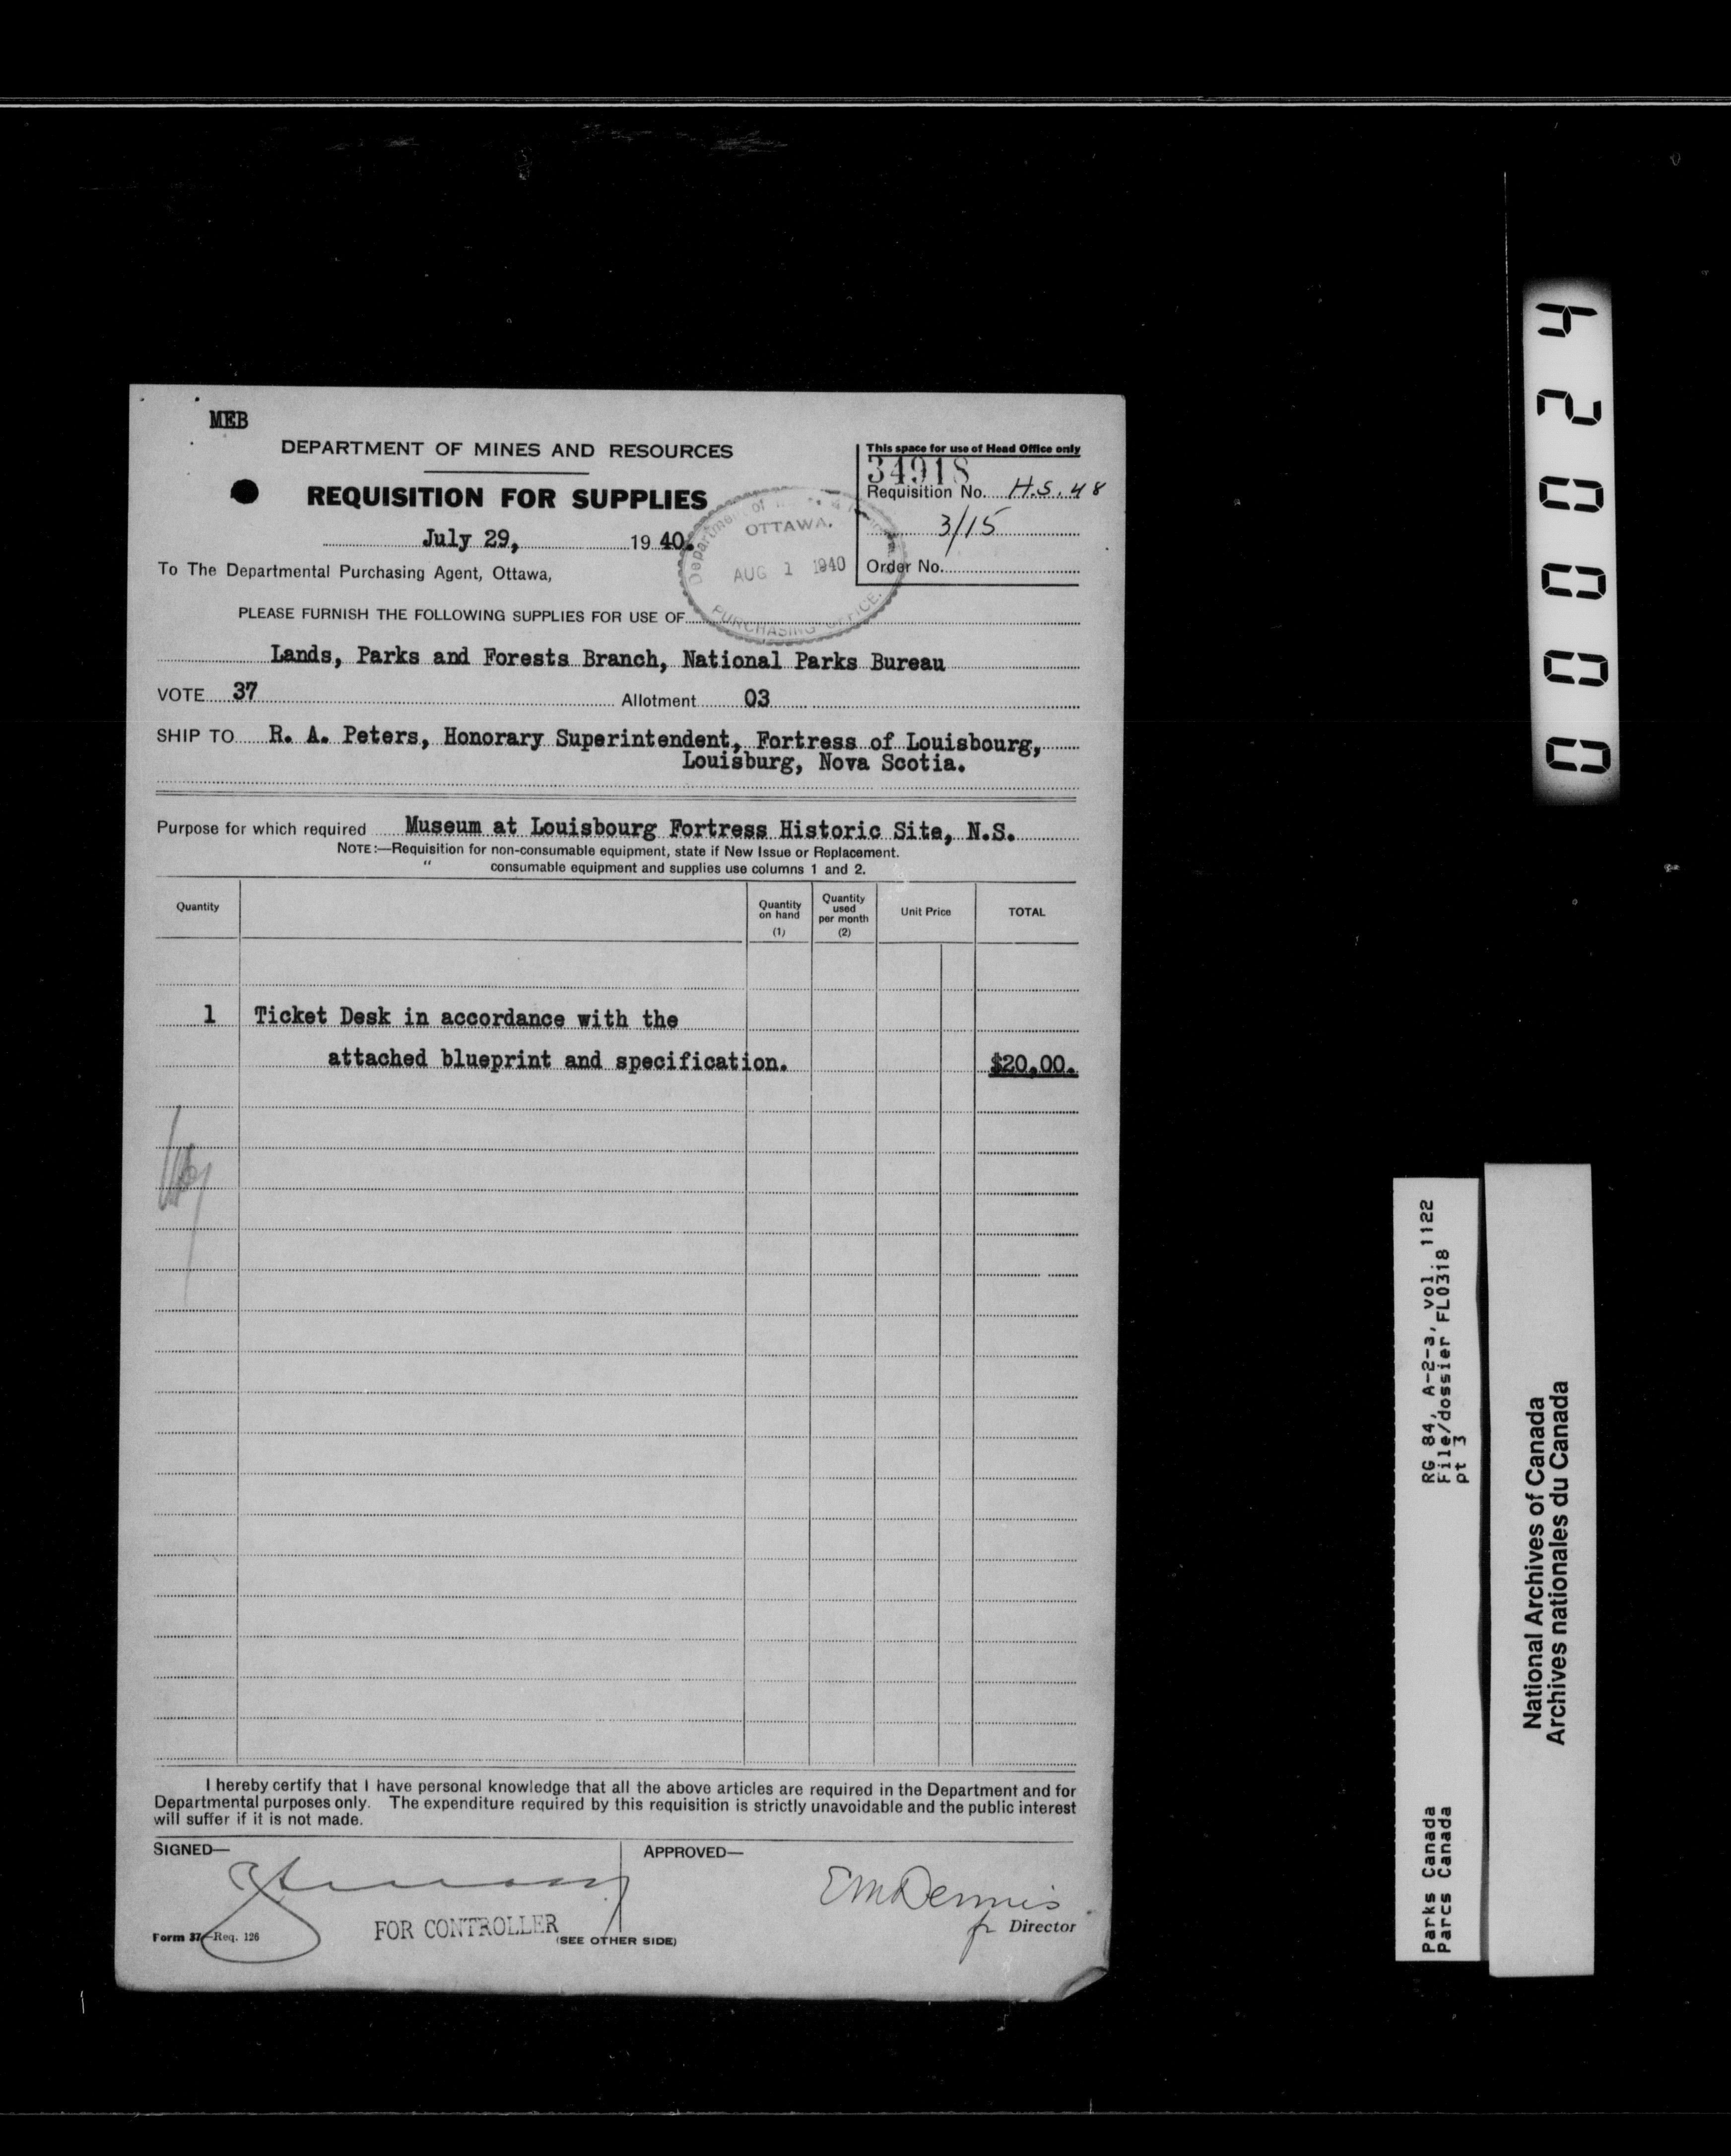 MEB
DEPARTMENT OF MINES AND RESOURCES
REQUISITION FOR SUPPLIES
July 29, 19 40.
This space for use of Head Office only
34918
Requisition No. H.S. 48
3/15
Order No.
Department of
OTTAWA.
AUG 1 1940
PURCHASING OFFICE.
To The Departmental Purchasing Agent, Ottawa,
PLEASE FURNISH THE FOLLOWING SUPPLIES FOR USE OF
Lands, Parks and Forests Branch, National Parks Bureau
VOTE 37 Allotment 03
SHIP TO R. A. Peters, Honorary Superintendent, Fortress of Louisbourg,
Louisburg, Nova Scotia.
Purpose for which required Museum at Louisbourg Fortress Historic Site, N.S.
NOTE:—Requisition for non-consumable equipment, state if New Issue or Replacement.
" consumable equipment and supplies use columns 1 and 2.
Quantity Quantity on hand (1) Quantity used per month (2) Unit Price TOTAL
1 Ticket Desk in accordance with the
attached blueprint and specification. $20.00.
I hereby certify that I have personal knowledge that all the above articles are required in the Department and for
Departmental purposes only. The expenditure required by this requisition is strictly unavoidable and the public interest
will suffer if it is not made.
SIGNED— APPROVED—
EMDennis
FOR CONTROLLER
fr Director
Form 37—Req. 126
(SEE OTHER SIDE)
00024
RG 84, A-2-a, vol. 1122
File/dossier FL0318
pt 3
Parks Canada
Parcs Canada
National Archives of Canada
Archives nationales du Canada